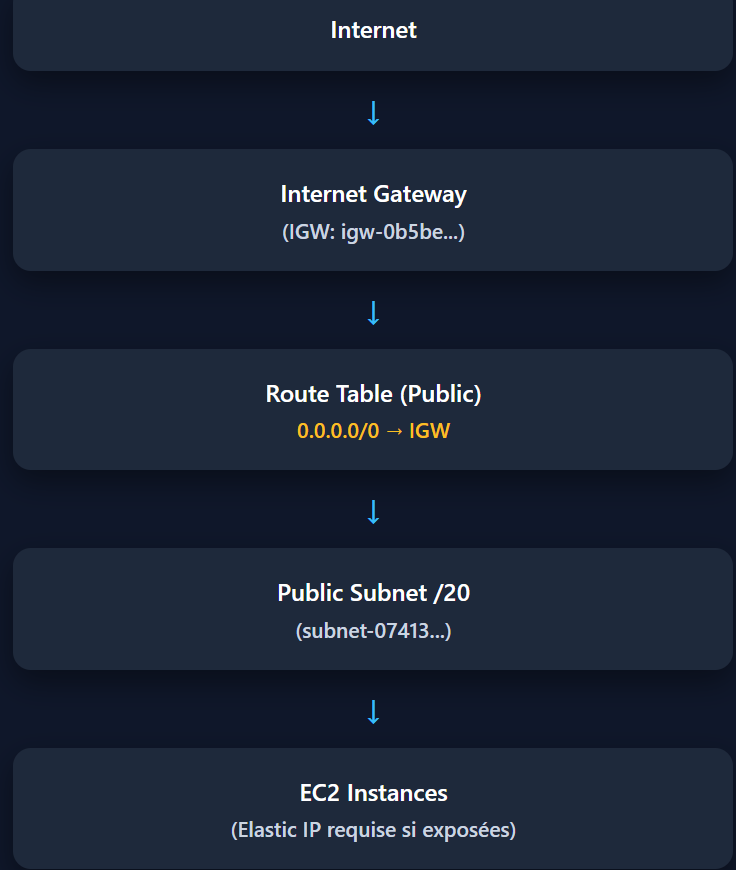 Internet
↓
Internet Gateway
(IGW: igw-0b5be...)
↓
Route Table (Public)
0.0.0.0/0 → IGW
↓
Public Subnet /20
(subnet-07413...)
↓
EC2 Instances
(Elastic IP requise si exposées)